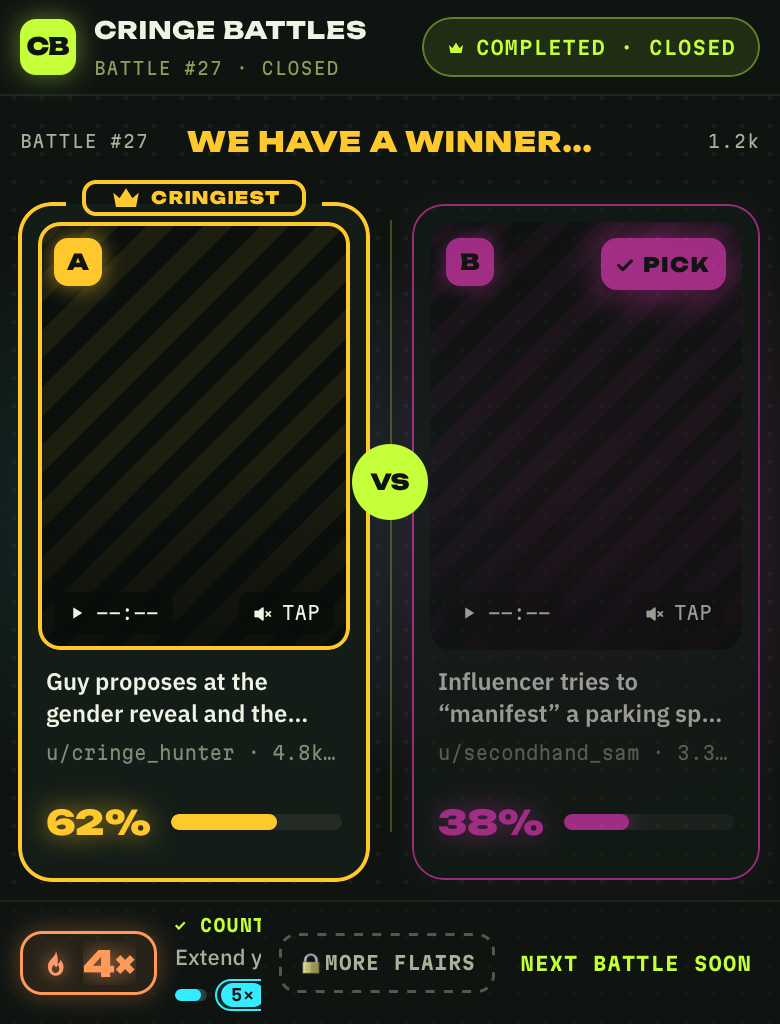 CB
CRINGE BATTLES
BATTLE #27 · CLOSED
COMPLETED · CLOSED
BATTLE #27
WE HAVE A WINNER...
1.2k
CRINGIEST
A
--:--
TAP
Guy proposes at the
gender reveal and the...
u/cringe_hunter · 4.8k...
62%
VS
B
✓ PICK
--:--
TAP
Influencer tries to
“manifest” a parking sp...
u/secondhand_sam · 3.3...
38%
4×
✓ COUNT
Extend y
5×
MORE FLAIRS
NEXT BATTLE SOON